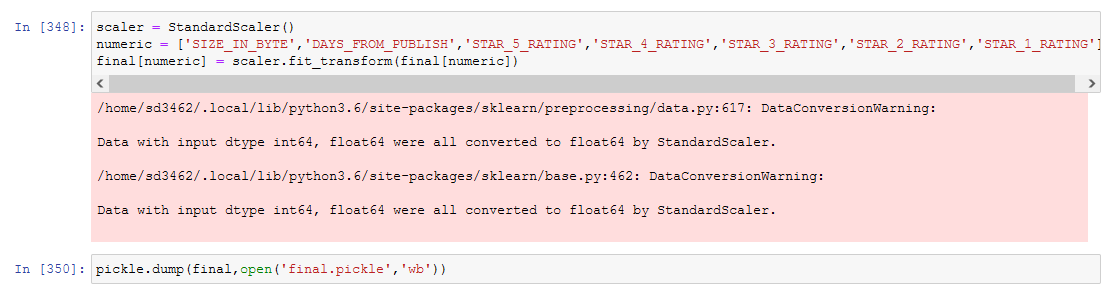 In [348]: scaler = StandardScaler()
numeric = ['SIZE_IN_BYTE','DAYS_FROM_PUBLISH','STAR_5_RATING','STAR_4_RATING','STAR_3_RATING','STAR_2_RATING','STAR_1_RATING']
final[numeric] = scaler.fit_transform(final[numeric])
/home/sd3462/.local/lib/python3.6/site-packages/sklearn/preprocessing/data.py:617: DataConversionWarning:
Data with input dtype int64, float64 were all converted to float64 by StandardScaler.
/home/sd3462/.local/lib/python3.6/site-packages/sklearn/base.py:462: DataConversionWarning:
Data with input dtype int64, float64 were all converted to float64 by StandardScaler.
In [350]: pickle.dump(final,open('final.pickle','wb'))